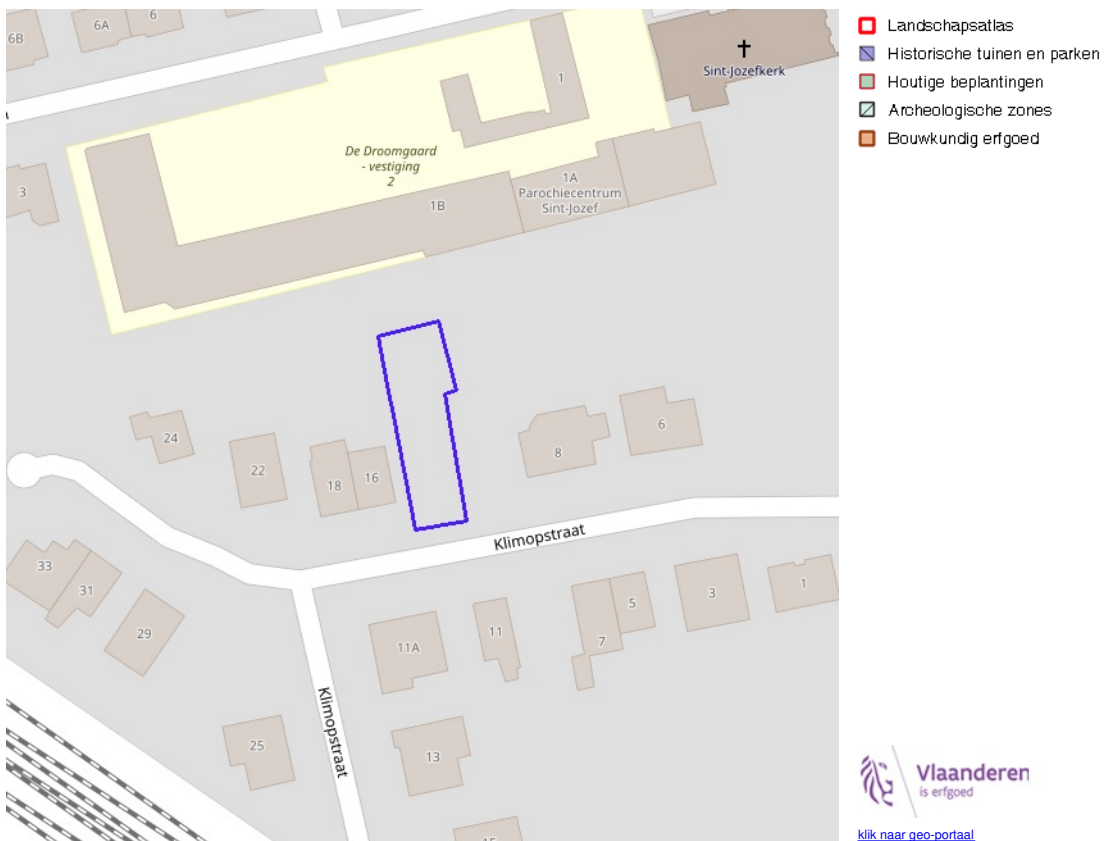 6B
6A
6
Sint-Jozefkerk
1
De Droomgaard
- vestiging
2
3
1A
Parochiecentrum
Sint-Jozef
1B
24
22
18
16
8
6
Klimopstraat
33
31
29
11A
11
7
5
3
1
Klimopstraat
25
13
Landschapsatlas
Historische tuinen en parken
Houtige beplantingen
Archeologische zones
Bouwkundig erfgoed
Vlaanderen
is erfgoed
klik naar geo-portaal